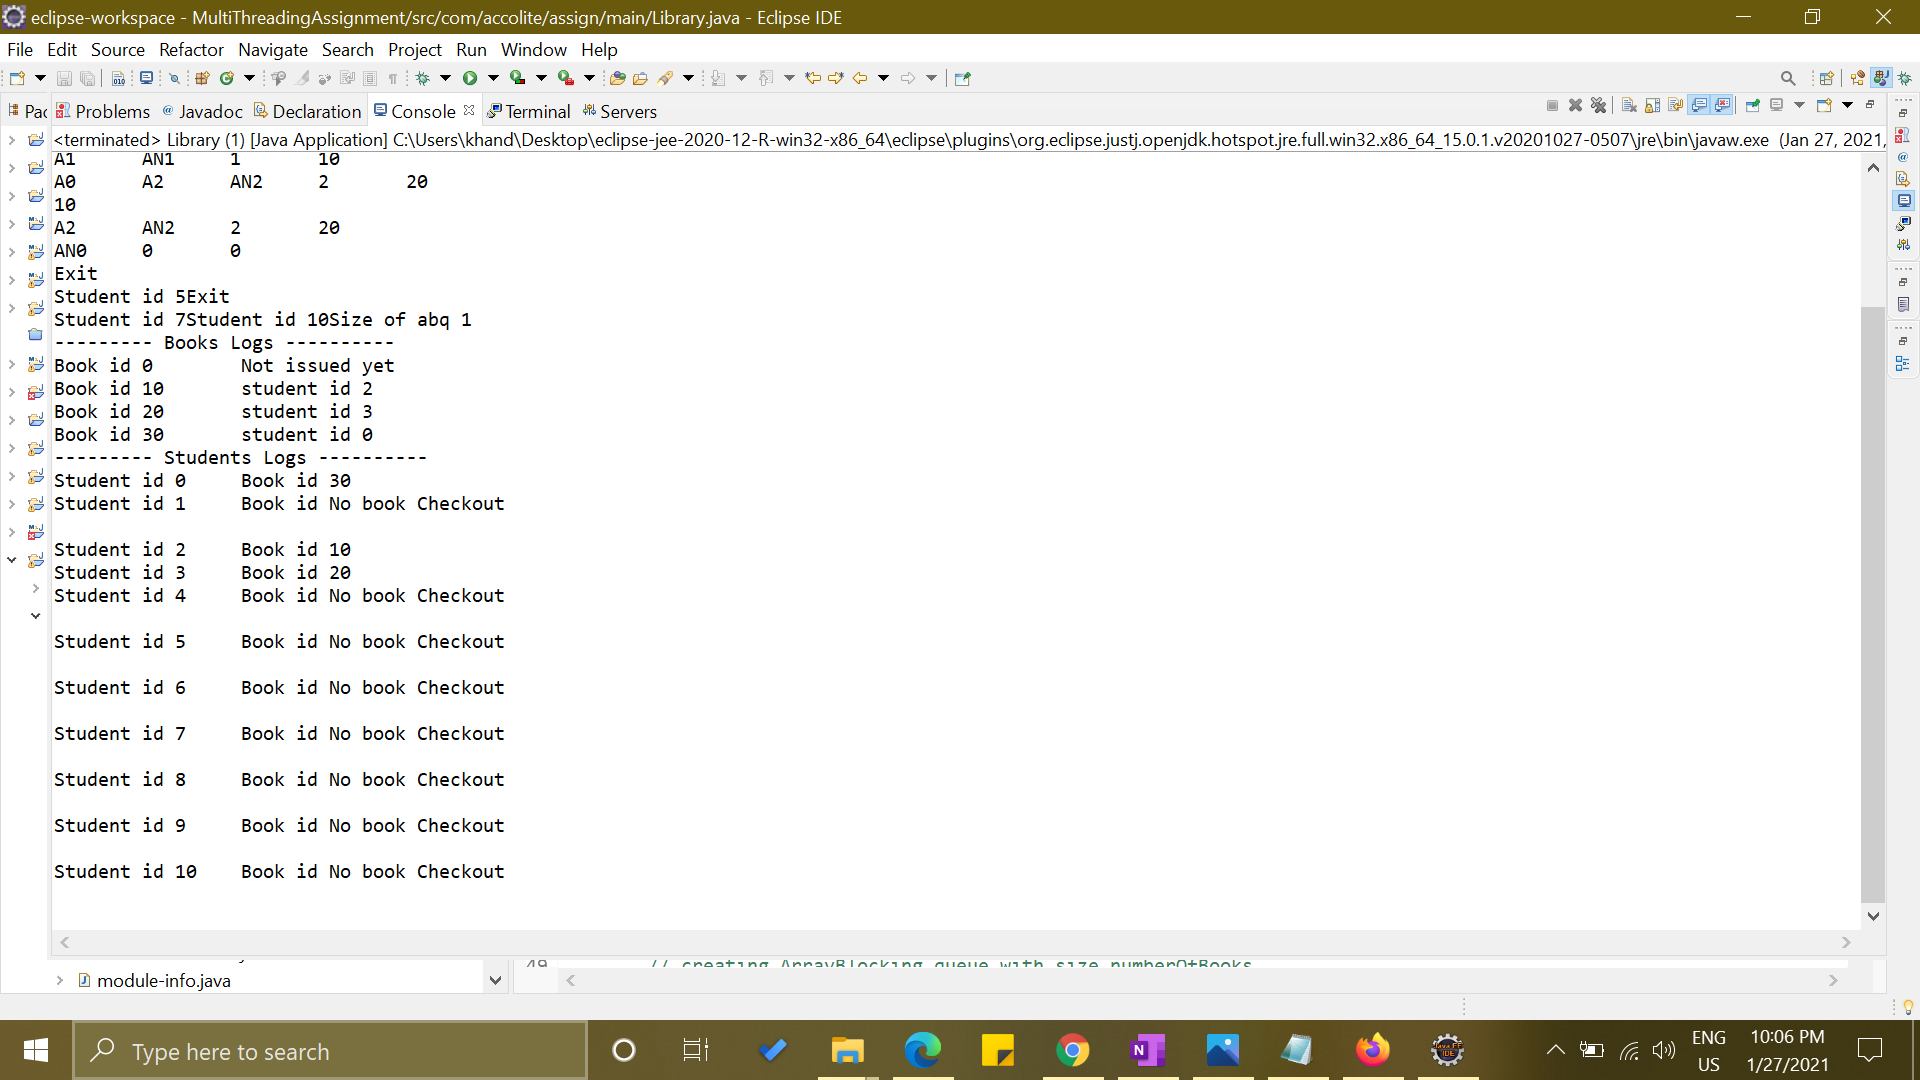 eclipse-workspace - MultiThreadingAssignment/src/com/accolite/assign/main/Library.java - Eclipse IDE
File Edit Source Refactor Navigate Search Project Run Window Help
Pac Problems @ Javadoc Declaration Console Terminal Servers
<terminated> Library (1) [Java Application] C:\Users\khand\Desktop\eclipse-jee-2020-12-R-win32-x86_64\eclipse\plugins\org.eclipse.justj.openjdk.hotspot.jre.full.win32.x86_64_15.0.1.v20201027-0507\jre\bin\javaw.exe (Jan 27, 2021,
A1 AN1 1 10
A0 A2 AN2 2 20
10
A2 AN2 2 20
AN0 0 0
Exit
Student id 5Exit
Student id 7Student id 10Size of abq 1
--------- Books Logs ----------
Book id 0 Not issued yet
Book id 10 student id 2
Book id 20 student id 3
Book id 30 student id 0
--------- Students Logs ----------
Student id 0 Book id 30
Student id 1 Book id No book Checkout
Student id 2 Book id 10
Student id 3 Book id 20
Student id 4 Book id No book Checkout
Student id 5 Book id No book Checkout
Student id 6 Book id No book Checkout
Student id 7 Book id No book Checkout
Student id 8 Book id No book Checkout
Student id 9 Book id No book Checkout
Student id 10 Book id No book Checkout
49 // creating ArrayBlocking queue with size numberOfBooks
module-info.java
Type here to search
ENG
US
10:06 PM
1/27/2021